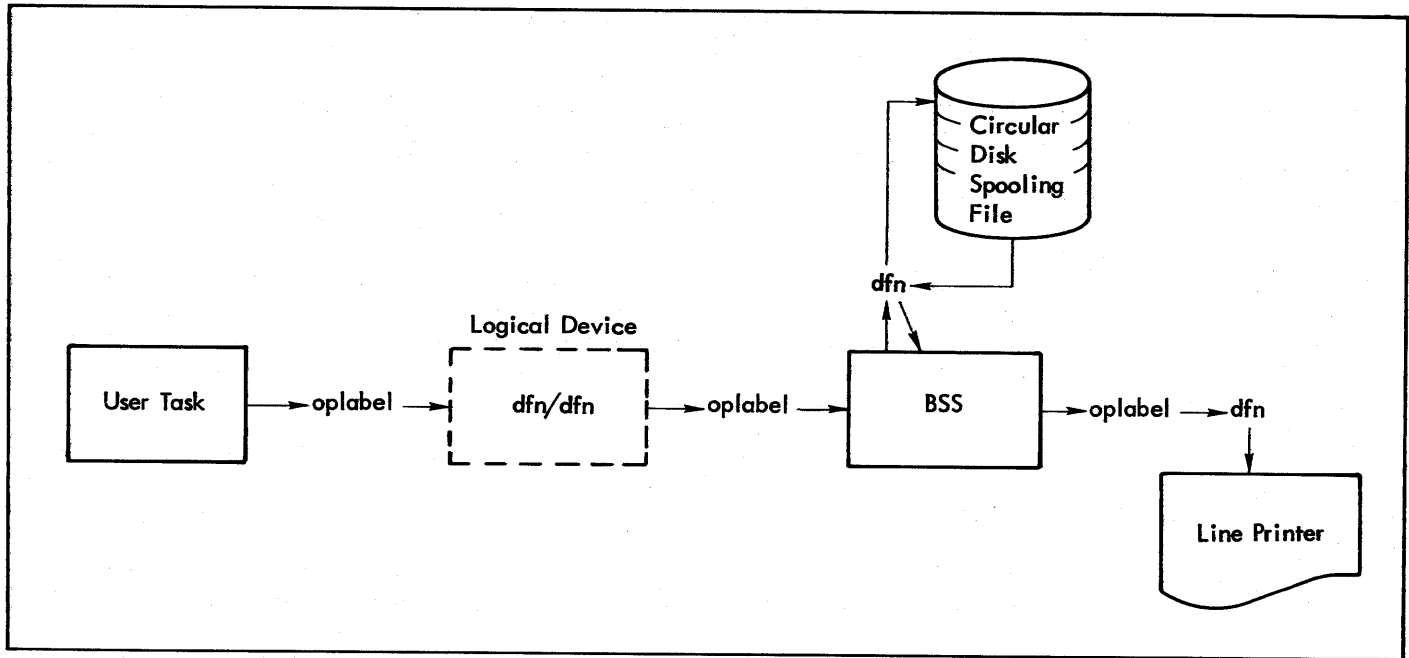 Circular
Disk
Spooling
File
dfn
Logical Device
User Task
oplabel
dfn/dfn
oplabel
BSS
oplabel
dfn
Line Printer